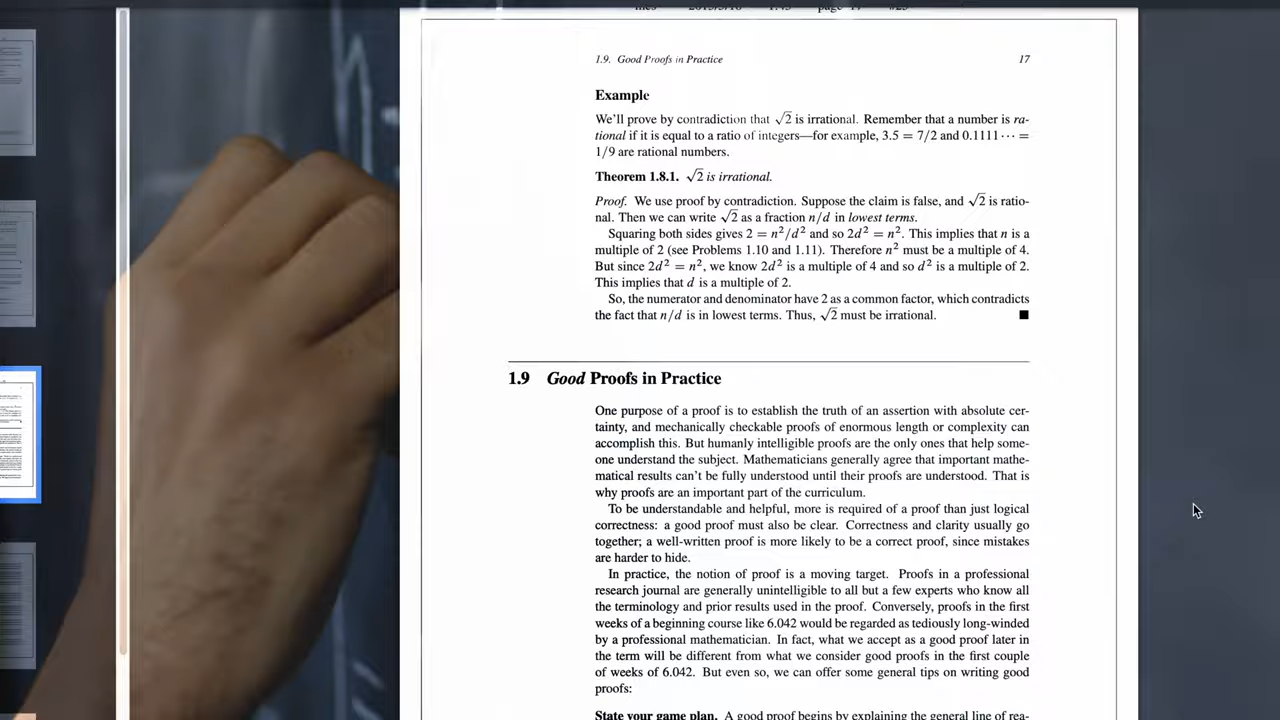 1.9. Good Proofs in Practice 17
Example
We'll prove by contradiction that √2 is irrational. Remember that a number is ra-
tional if it is equal to a ratio of integers—for example, 3.5 = 7/2 and 0.1111 ··· =
1/9 are rational numbers.
Theorem 1.8.1. √2 is irrational.
Proof. We use proof by contradiction. Suppose the claim is false, and √2 is ratio-
nal. Then we can write √2 as a fraction n/d in lowest terms.
Squaring both sides gives 2 = n²/d² and so 2d² = n². This implies that n is a
multiple of 2 (see Problems 1.10 and 1.11). Therefore n² must be a multiple of 4.
But since 2d² = n², we know 2d² is a multiple of 4 and so d² is a multiple of 2.
This implies that d is a multiple of 2.
So, the numerator and denominator have 2 as a common factor, which contradicts
the fact that n/d is in lowest terms. Thus, √2 must be irrational. ■
1.9 Good Proofs in Practice
One purpose of a proof is to establish the truth of an assertion with absolute cer-
tainty, and mechanically checkable proofs of enormous length or complexity can
accomplish this. But humanly intelligible proofs are the only ones that help some-
one understand the subject. Mathematicians generally agree that important mathe-
matical results can't be fully understood until their proofs are understood. That is
why proofs are an important part of the curriculum.
To be understandable and helpful, more is required of a proof than just logical
correctness: a good proof must also be clear. Correctness and clarity usually go
together; a well-written proof is more likely to be a correct proof, since mistakes
are harder to hide.
In practice, the notion of proof is a moving target. Proofs in a professional
research journal are generally unintelligible to all but a few experts who know all
the terminology and prior results used in the proof. Conversely, proofs in the first
weeks of a beginning course like 6.042 would be regarded as tediously long-winded
by a professional mathematician. In fact, what we accept as a good proof later in
the term will be different from what we consider good proofs in the first couple
of weeks of 6.042. But even so, we can offer some general tips on writing good
proofs:
State your game plan. A good proof begins by explaining the general line of rea-